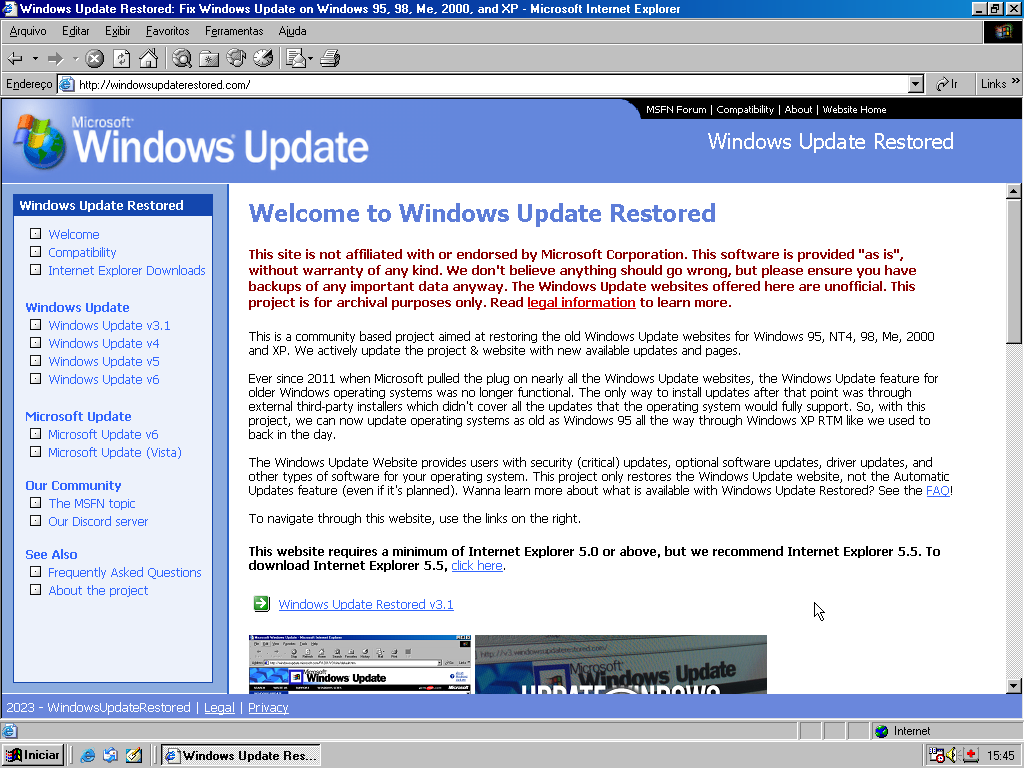 Windows Update Restored: Fix Windows Update on Windows 95, 98, Me, 2000, and XP - Microsoft Internet Explorer
Arquivo Editar Exibir Favoritos Ferramentas Ajuda
Endereço http://windowsupdaterestored.com/ Ir Links »
MSFN Forum | Compatibility | About | Website Home
Microsoft
Windows Update
Windows Update Restored
Windows Update Restored
Welcome
Compatibility
Internet Explorer Downloads
Windows Update
Windows Update v3.1
Windows Update v4
Windows Update v5
Windows Update v6
Microsoft Update
Microsoft Update v6
Microsoft Update (Vista)
Our Community
The MSFN topic
Our Discord server
See Also
Frequently Asked Questions
About the project
Welcome to Windows Update Restored
This site is not affiliated with or endorsed by Microsoft Corporation. This software is provided "as is",
without warranty of any kind. We don't believe anything should go wrong, but please ensure you have
backups of any important data anyway. The Windows Update websites offered here are unofficial. This
project is for archival purposes only. Read legal information to learn more.
This is a community based project aimed at restoring the old Windows Update websites for Windows 95, NT4, 98, Me, 2000
and XP. We actively update the project & website with new available updates and pages.
Ever since 2011 when Microsoft pulled the plug on nearly all the Windows Update websites, the Windows Update feature for
older Windows operating systems was no longer functional. The only way to install updates after that point was through
external third-party installers which didn't cover all the updates that the operating system would fully support. So, with this
project, we can now update operating systems as old as Windows 95 all the way through Windows XP RTM like we used to
back in the day.
The Windows Update Website provides users with security (critical) updates, optional software updates, driver updates, and
other types of software for your operating system. This project only restores the Windows Update website, not the Automatic
Updates feature (even if it's planned). Wanna learn more about what is available with Windows Update Restored? See the FAQ!
To navigate through this website, use the links on the right.
This website requires a minimum of Internet Explorer 5.0 or above, but we recommend Internet Explorer 5.5. To
download Internet Explorer 5.5, click here.
Windows Update Restored v3.1
Microsoft
Windows Update
http://v3.windowsupdaterestored.com/
Microsoft
Windows Update
UPDATE WINDOWS
2023 - WindowsUpdateRestored | Legal | Privacy
Internet
Iniciar
Windows Update Res...
15:45